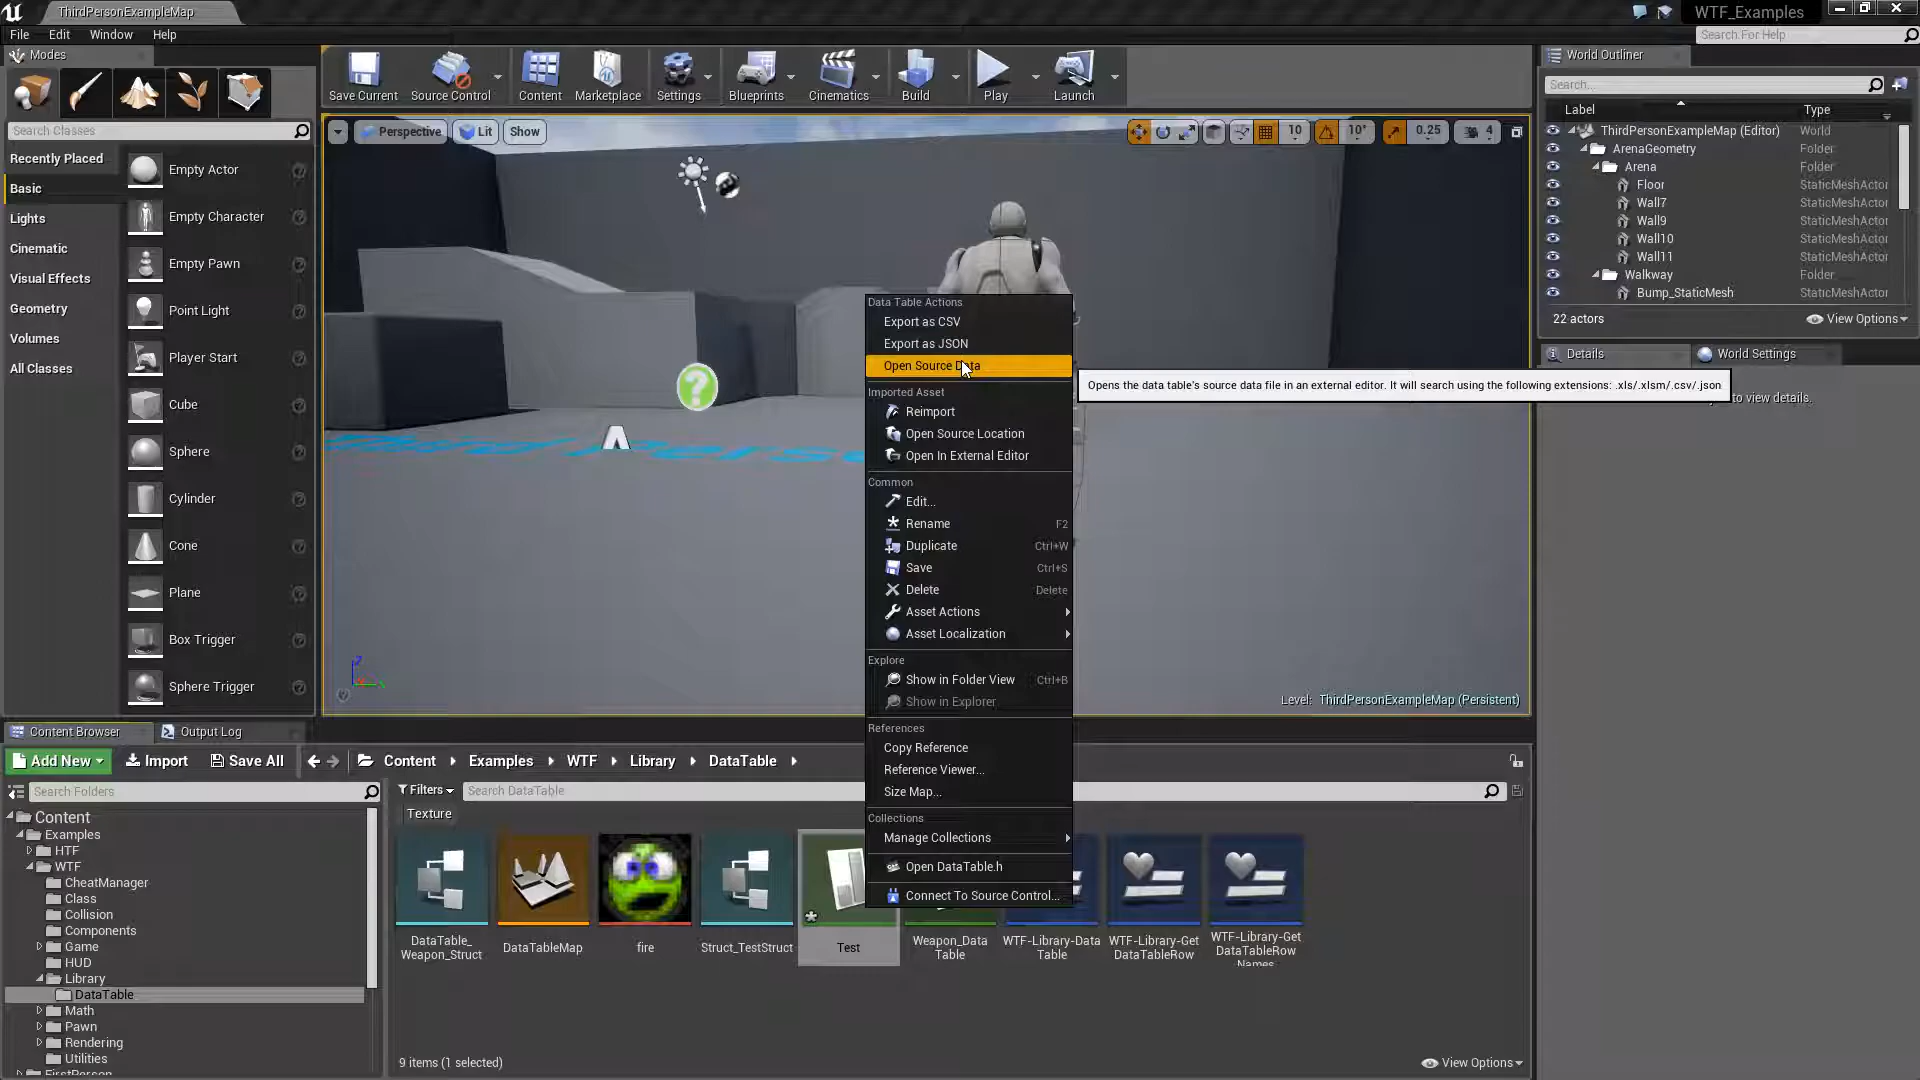 ThirdPersonExampleMap
WTF_Examples
File Edit Window Help
Search For Help
Modes
Search Classes
Recently Placed
Basic
Lights
Cinematic
Visual Effects
Geometry
Volumes
All Classes
Empty Actor
Empty Character
Empty Pawn
Point Light
Player Start
Cube
Sphere
Cylinder
Cone
Plane
Box Trigger
Sphere Trigger
Save Current
Source Control
Content
Marketplace
Settings
Blueprints
Cinematics
Build
Play
Launch
Perspective
Lit
Show
10
10°
0.25
4
Level: ThirdPersonExampleMap (Persistent)
Data Table Actions
Export as CSV
Export as JSON
Open Source Data
Opens the data table's source data file in an external editor. It will search using the following extensions: .xls/.xlsm/.csv/.json
Imported Asset
Reimport
Open Source Location
Open In External Editor
Common
Edit...
Rename F2
Duplicate Ctrl+W
Save Ctrl+S
Delete Delete
Asset Actions
Asset Localization
Explore
Show in Folder View Ctrl+B
Show in Explorer
References
Copy Reference
Reference Viewer...
Size Map...
Collections
Manage Collections
Open DataTable.h
Connect To Source Control...
World Outliner
Search...
Label Type
ThirdPersonExampleMap (Editor) World
ArenaGeometry Folder
Arena Folder
Floor StaticMeshActor
Wall7 StaticMeshActor
Wall9 StaticMeshActor
Wall10 StaticMeshActor
Wall11 StaticMeshActor
Walkway Folder
Bump_StaticMesh StaticMeshActor
22 actors
View Options
Details
World Settings
to view details.
Content Browser
Output Log
Add New
Import
Save All
Content Examples WTF Library DataTable
Search Folders
Filters
Search DataTable
Texture
Content
Examples
HTF
WTF
CheatManager
Class
Collision
Components
Game
HUD
Library
DataTable
Math
Pawn
Rendering
Utilities
FirstPerson
DataTable_
Weapon_Struct
DataTableMap
fire
Struct_TestStruct
Test
Weapon_Data
Table
WTF-Library-Data
Table
WTF-Library-Get
DataTableRow
WTF-Library-Get
DataTableRow
Names
9 items (1 selected)
View Options